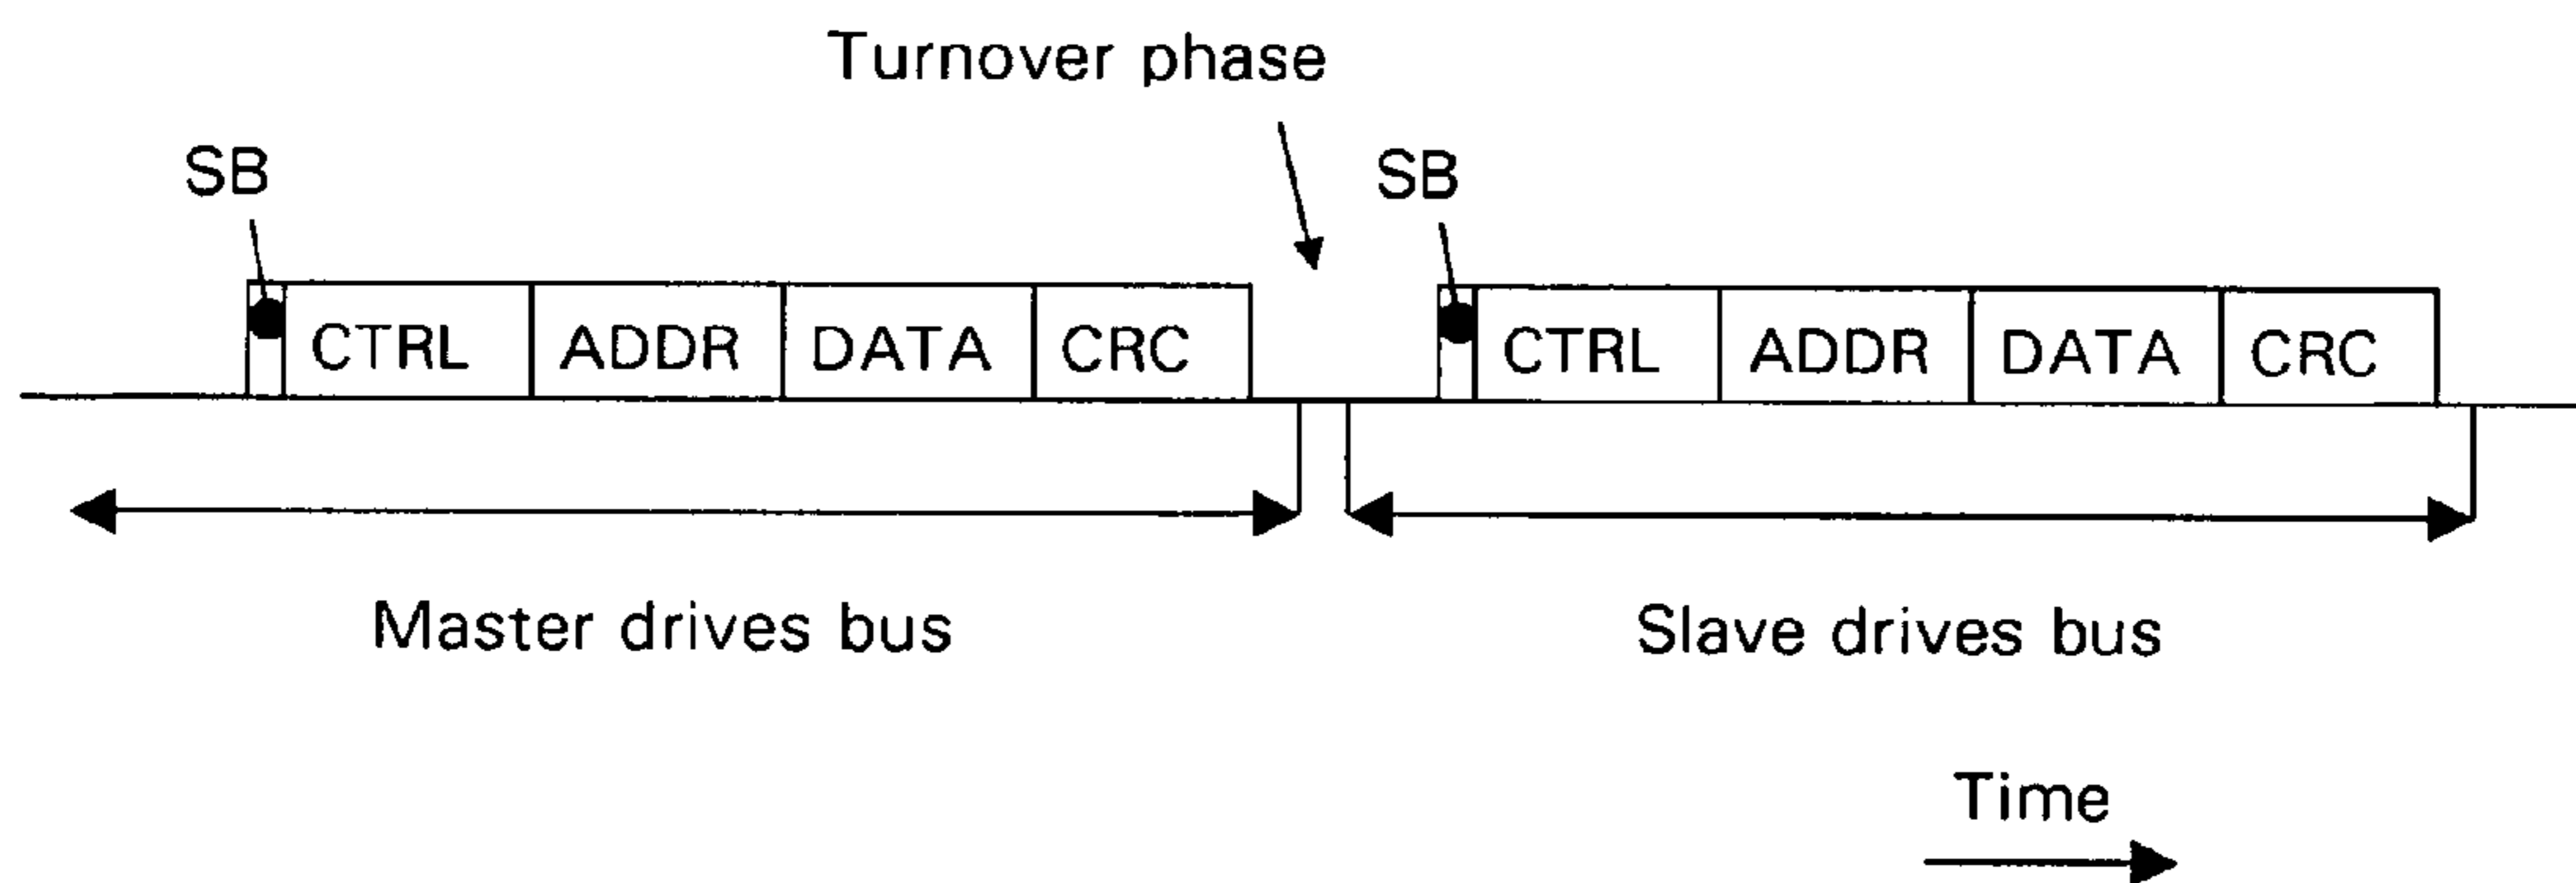 Turnover phase
SB
SB
CTRL ADDR DATA CRC
CTRL ADDR DATA CRC
Master drives bus
Slave drives bus
Time